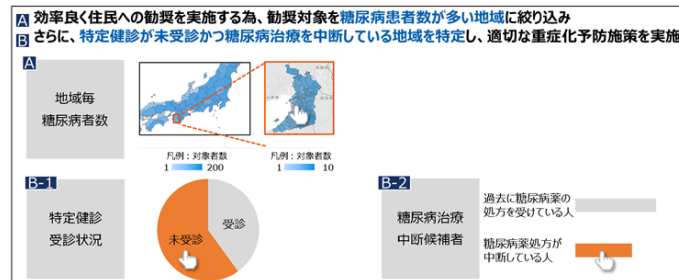 A 効率良く住民への勧奨を実施する為、勧奨対象を糖尿病患者数が多い地域に絞り込み
B さらに、特定健診が未受診かつ糖尿病治療を中断している地域を特定し、適切な重症化予防施策を実施
A
地域毎
糖尿病者数
凡例：対象者数
1 200
凡例：対象者数
1 10
B-1
特定健診
受診状況
未受診
受診
B-2
糖尿病治療
中断候補者
過去に糖尿病薬の
処方を受けている人
糖尿病薬処方が
中断している人